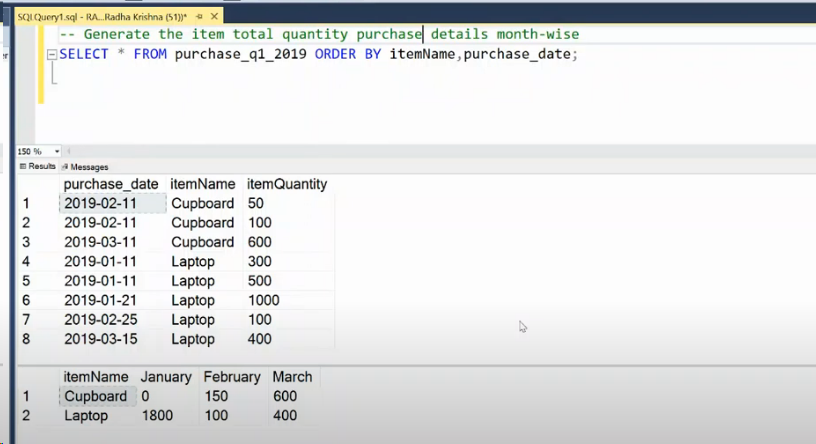 SQLQuery1.sql - RA...Radha Krishna (51))*
-- Generate the item total quantity purchase details month-wise
SELECT * FROM purchase_q1_2019 ORDER BY itemName,purchase_date;
150 %
Results Messages
purchase_date itemName itemQuantity
1 2019-02-11 Cupboard 50
2 2019-02-11 Cupboard 100
3 2019-03-11 Cupboard 600
4 2019-01-11 Laptop 300
5 2019-01-11 Laptop 500
6 2019-01-21 Laptop 1000
7 2019-02-25 Laptop 100
8 2019-03-15 Laptop 400
itemName January February March
1 Cupboard 0 150 600
2 Laptop 1800 100 400